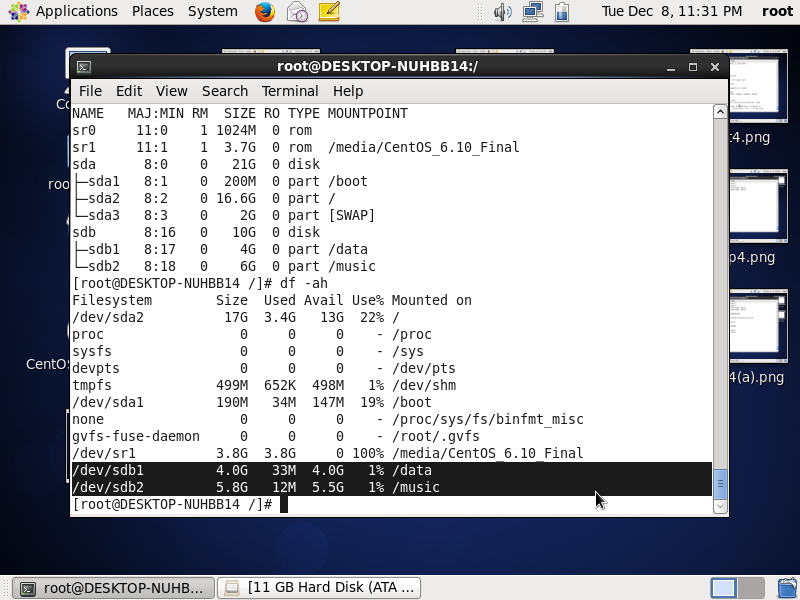 Applications Places System Tue Dec 8, 11:31 PM root
root@DESKTOP-NUHBB14:/
File Edit View Search Terminal Help
NAME   MAJ:MIN RM  SIZE RO TYPE MOUNTPOINT
sr0     11:0    1 1024M  0 rom
sr1     11:1    1  3.7G  0 rom  /media/CentOS_6.10_Final
sda      8:0    0   21G  0 disk
├─sda1   8:1    0  200M  0 part /boot
├─sda2   8:2    0 16.6G  0 part /
└─sda3   8:3    0    2G  0 part [SWAP]
sdb      8:16   0   10G  0 disk
├─sdb1   8:17   0    4G  0 part /data
└─sdb2   8:18   0    6G  0 part /music
[root@DESKTOP-NUHBB14 /]# df -ah
Filesystem        Size  Used Avail Use% Mounted on
/dev/sda2          17G  3.4G   13G  22% /
proc                 0     0     0    - /proc
sysfs                0     0     0    - /sys
devpts               0     0     0    - /dev/pts
tmpfs             499M  652K  498M   1% /dev/shm
/dev/sda1         190M   34M  147M  19% /boot
none                 0     0     0    - /proc/sys/fs/binfmt_misc
gvfs-fuse-daemon     0     0     0    - /root/.gvfs
/dev/sr1          3.8G  3.8G     0 100% /media/CentOS_6.10_Final
/dev/sdb1         4.0G   33M  4.0G   1% /data
/dev/sdb2         5.8G   12M  5.5G   1% /music
[root@DESKTOP-NUHBB14 /]#
Co
roo
CentOS
t4.png
p4.png
4(a).png
root@DESKTOP-NUHB...
[11 GB Hard Disk (ATA ...